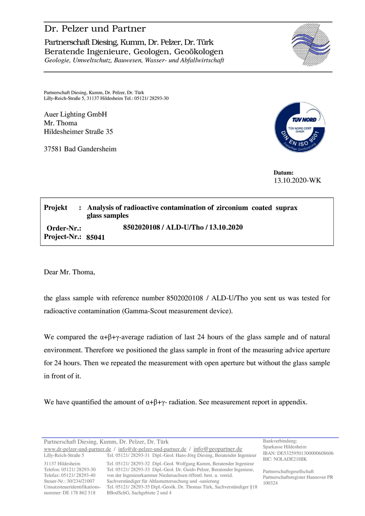 Dr. Pelzer und Partner
Partnerschaft Diesing, Kumm, Dr. Pelzer, Dr. Türk
Beratende Ingenieure, Geologen, Geoökologen
Geologie, Umweltschutz, Bauwesen, Wasser- und Abfallwirtschaft
Partnerschaft Diesing, Kumm, Dr. Pelzer, Dr. Türk
Lilly-Reich-Straße 5, 31137 Hildesheim Tel.: 05121/ 28293-30
Auer Lighting GmbH
Mr. Thoma
Hildesheimer Straße 35
37581 Bad Gandersheim
TÜV NORD
TÜV NORD CERT
GmbH
DIN EN ISO 9001
Datum:
13.10.2020-WK
Projekt : Analysis of radioactive contamination of zirconium coated suprax
glass samples
Order-Nr.: 8502020108 / ALD-U/Tho / 13.10.2020
Project-Nr.: 85041
Dear Mr. Thoma,
the glass sample with reference number 8502020108 / ALD-U/Tho you sent us was tested for
radioactive contamination (Gamma-Scout measurement device).
We compared the α+β+γ-average radiation of last 24 hours of the glass sample and of natural
environment. Therefore we positioned the glass sample in front of the measuring advice aperture
for 24 hours. Then we repeated the measurement with open aperture but without the glass sample
in front of it.
We have quantified the amount of α+β+γ- radiation. See measurement report in appendix.
Partnerschaft Diesing, Kumm, Dr. Pelzer, Dr. Türk
www.dr-pelzer-und-partner.de / info@dr-pelzer-und-partner.de / info@geopartner.de
Lilly-Reich-Straße 5 Tel. 05121/ 28293-31 Dipl.-Geol. Hans-Jörg Diesing, Beratender Ingenieur
31137 Hildesheim Tel. 05121/ 28293-32 Dipl.-Geol. Wolfgang Kumm, Beratender Ingenieur
Telefon: 05121/ 28293-30 Tel. 05121/ 28293-33 Dipl.-Geol. Dr. Guido Pelzer, Beratender Ingenieur,
Telefax: 05121/ 28293-40 von der Ingenieurkammer Niedersachsen öffentl. best. u. vereid.
Steuer-Nr.: 30/234/21007 Sachverständiger für Altlastenuntersuchung und -sanierung
Umsatzsteueridentifikations- Tel. 05121/ 28293-35 Dipl.-Geoök. Dr. Thomas Türk, Sachverständiger §18
nummer DE 178 862 518 BBodSchG, Sachgebiete 2 und 4
Bankverbindung:
Sparkasse Hildesheim
IBAN: DE53259501300000608006
BIC: NOLADE21HIK
Partnerschaftsgesellschaft
Partnerschaftsregister Hannover PR
100324